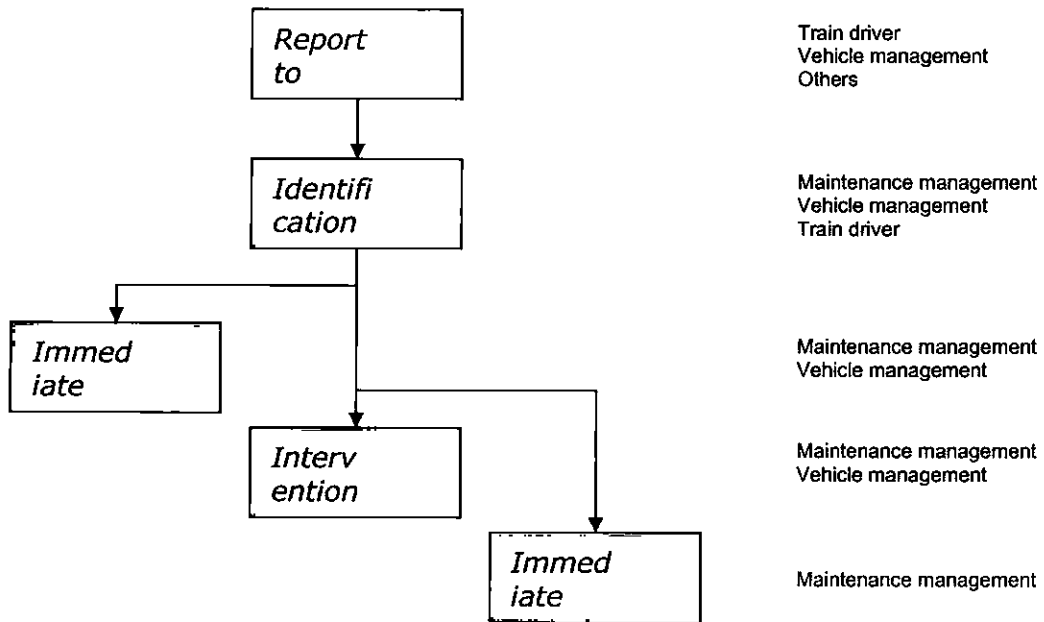 Report
to
Train driver
Vehicle management
Others
Identifi
cation
Maintenance management
Vehicle management
Train driver
Immed
iate
Maintenance management
Vehicle management
Interv
ention
Maintenance management
Vehicle management
Immed
iate
Maintenance management